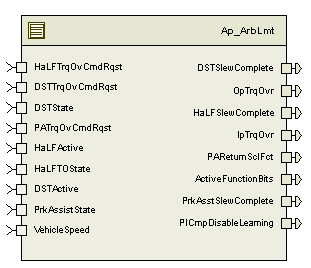 Ap_ArbLmt
HaLFTrqOvCmdRqst
DSTTrqOvCmdRqst
DSTState
PATrqOvCmdRqst
HaLFActive
HaLFTOState
DSTActive
PrkAssistState
VehicleSpeed
DSTSlewComplete
OpTrqOvr
HaLFSlewComplete
IpTrqOvr
PAReturnSclFct
ActiveFunctionBits
PrkAsstSlewComplete
PICmpDisableLearning